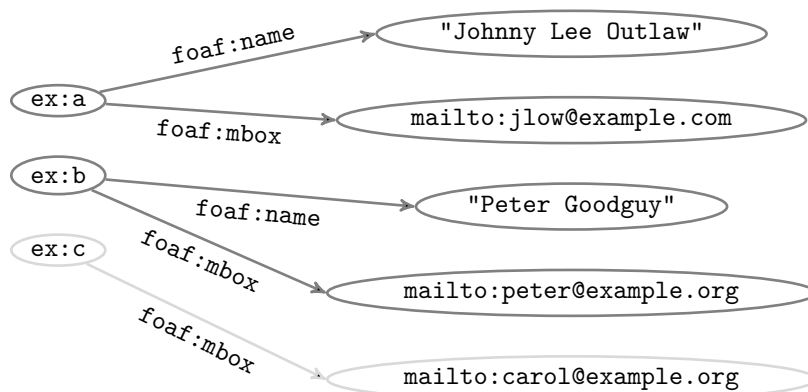 foaf:name
"Johnny Lee Outlaw"
ex:a
foaf:mbox
mailto:jlow@example.com
ex:b
foaf:name
"Peter Goodguy"
ex:c
foaf:mbox
mailto:peter@example.org
foaf:mbox
mailto:carol@example.org